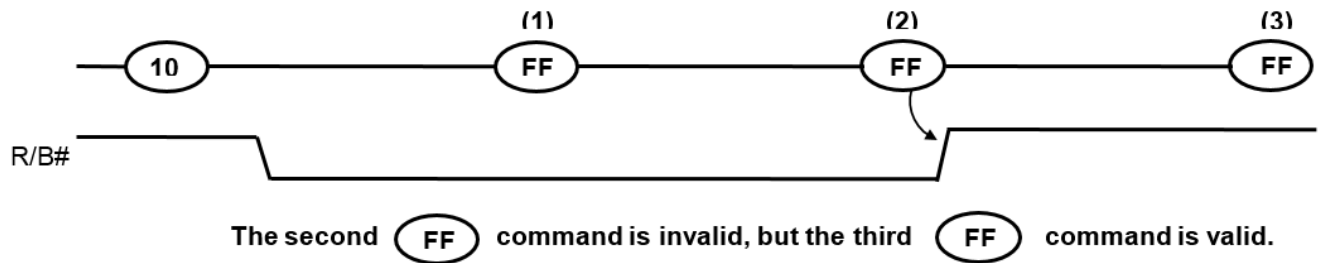 (1) (2) (3)
10 FF FF FF
R/B#
The second FF command is invalid, but the third FF command is valid.